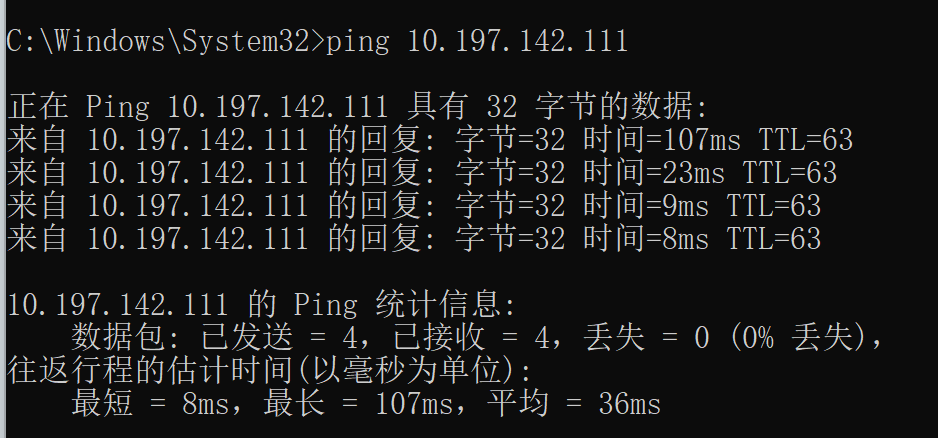 C:\Windows\System32>ping 10.197.142.111
正在 Ping 10.197.142.111 具有 32 字节的数据:
来自 10.197.142.111 的回复: 字节=32 时间=107ms TTL=63
来自 10.197.142.111 的回复: 字节=32 时间=23ms TTL=63
来自 10.197.142.111 的回复: 字节=32 时间=9ms TTL=63
来自 10.197.142.111 的回复: 字节=32 时间=8ms TTL=63
10.197.142.111 的 Ping 统计信息:
数据包: 已发送 = 4，已接收 = 4，丢失 = 0 (0% 丢失)，
往返行程的估计时间(以毫秒为单位):
最短 = 8ms，最长 = 107ms，平均 = 36ms